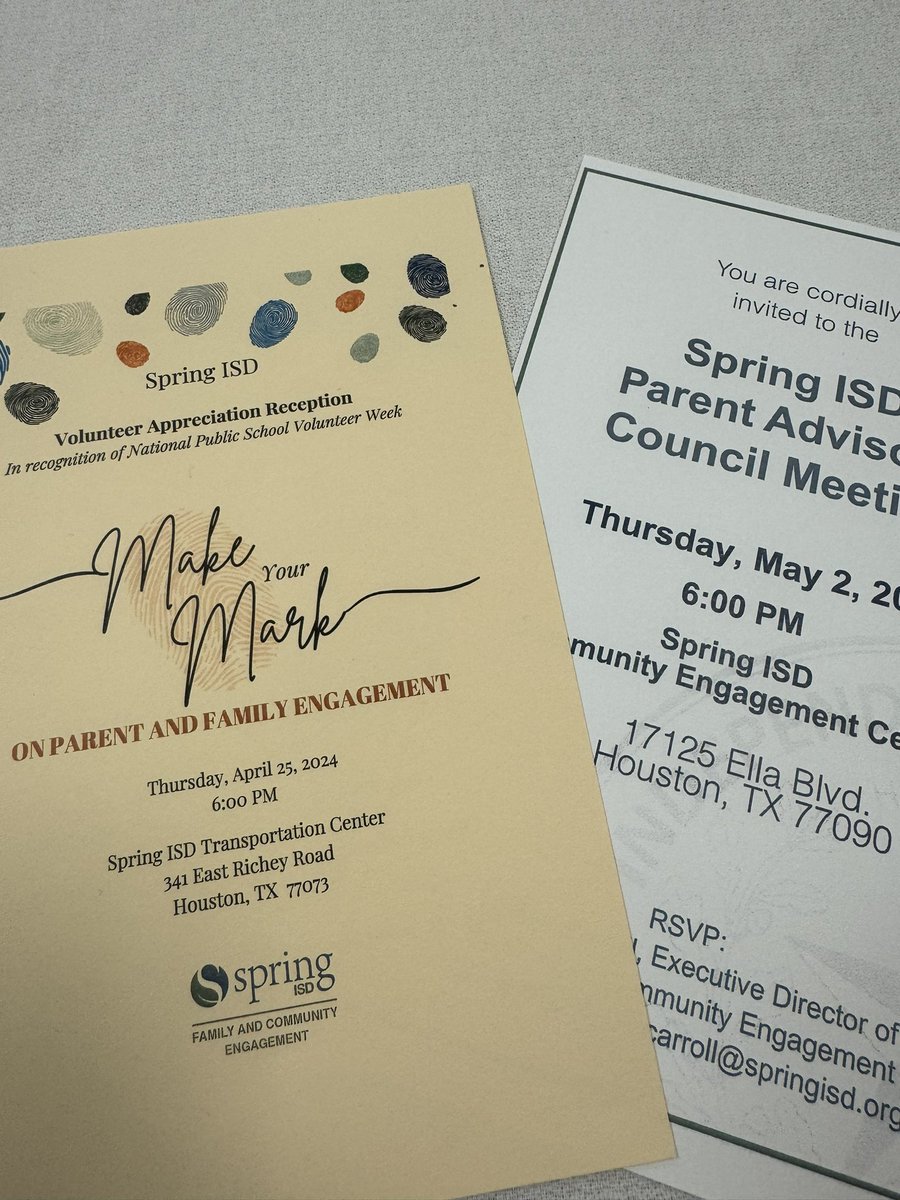 Spring ISD
Volunteer Appreciation Reception
In recognition of National Public School Volunteer Week
Make
Your
Mark
ON PARENT AND FAMILY ENGAGEMENT
Thursday, April 25, 2024
6:00 PM
Spring ISD Transportation Center
341 East Richey Road
Houston, TX 77073
spring
ISD
FAMILY AND COMMUNITY
ENGAGEMENT
You are cordially
invited to the
Spring ISD
Parent Adviso
Council Meeti
Thursday, May 2, 20
6:00 PM
Spring ISD
munity Engagement Ce
17125 Ella Blvd.
Houston, TX 77090
RSVP:
, Executive Director of
mmunity Engagement
carroll@springisd.org